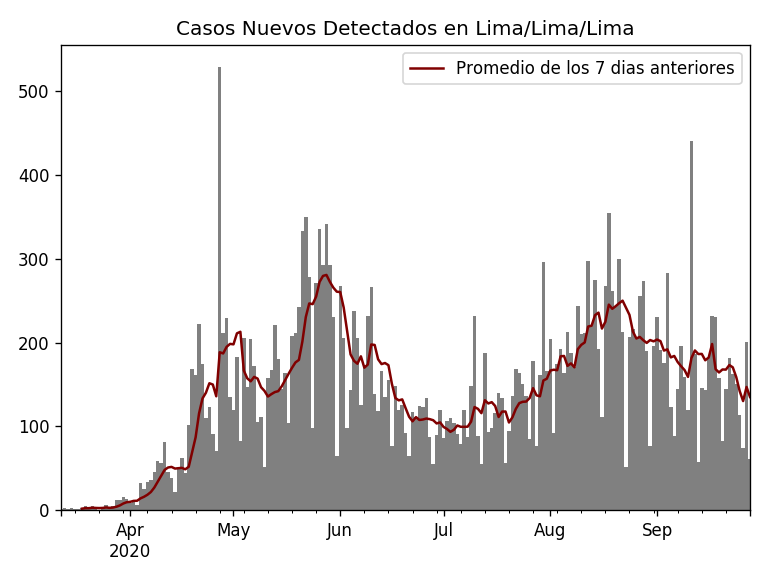 Casos Nuevos Detectados en Lima/Lima/Lima
Promedio de los 7 dias anteriores
500
400
300
200
100
0
Apr
2020
May
Jun
Jul
Aug
Sep